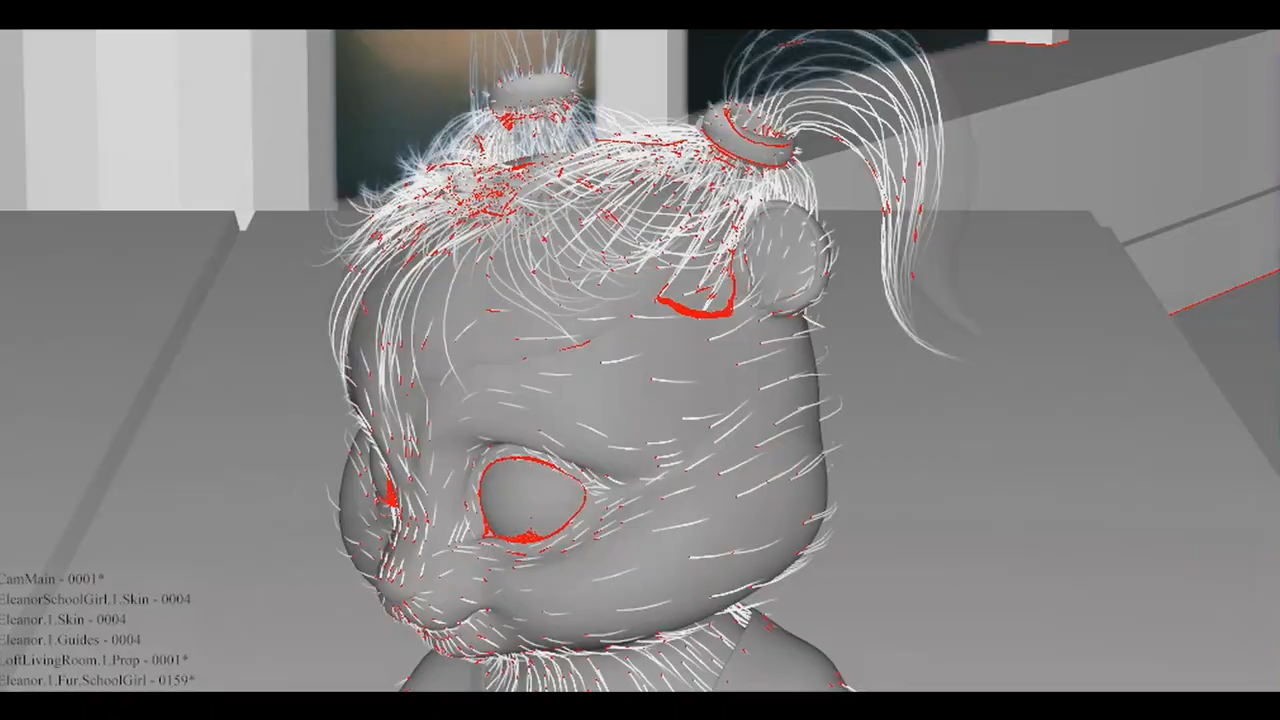 CamMain - 0001*
EleanorSchoolGirl.1.Skin - 0004
Eleanor.1.Skin - 0004
Eleanor.1.Guides - 0004
LoftLivingRoom.1.Prop - 0001*
Eleanor.1.Fur.SchoolGirl - 0159*